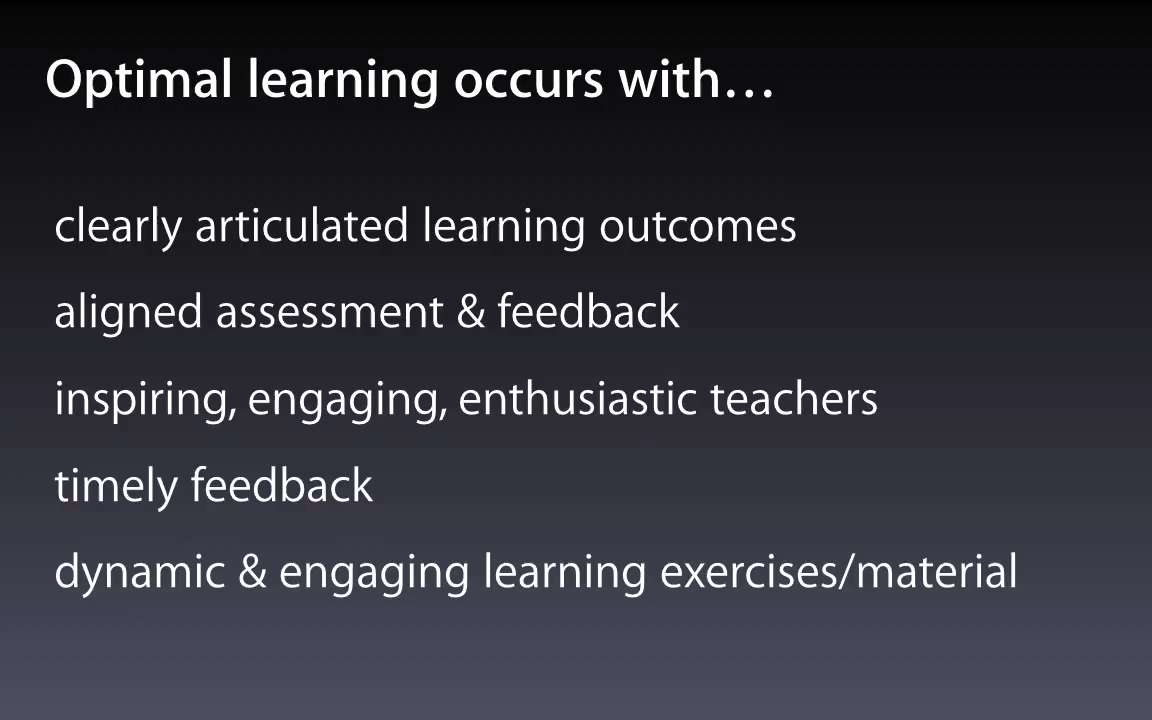 Optimal learning occurs with…
clearly articulated learning outcomes
aligned assessment & feedback
inspiring, engaging, enthusiastic teachers
timely feedback
dynamic & engaging learning exercises/material